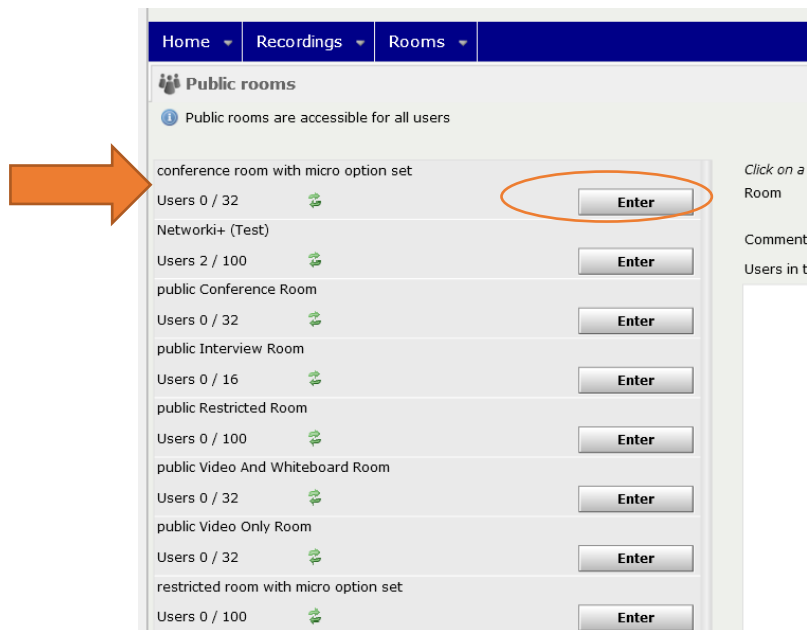 Home Recordings Rooms
Public rooms
Public rooms are accessible for all users
conference room with micro option set
Users 0 / 32 Enter
Networki+ (Test)
Users 2 / 100 Enter
public Conference Room
Users 0 / 32 Enter
public Interview Room
Users 0 / 16 Enter
public Restricted Room
Users 0 / 100 Enter
public Video And Whiteboard Room
Users 0 / 32 Enter
public Video Only Room
Users 0 / 32 Enter
restricted room with micro option set
Users 0 / 100 Enter
Click on a
Room
Comment
Users in t